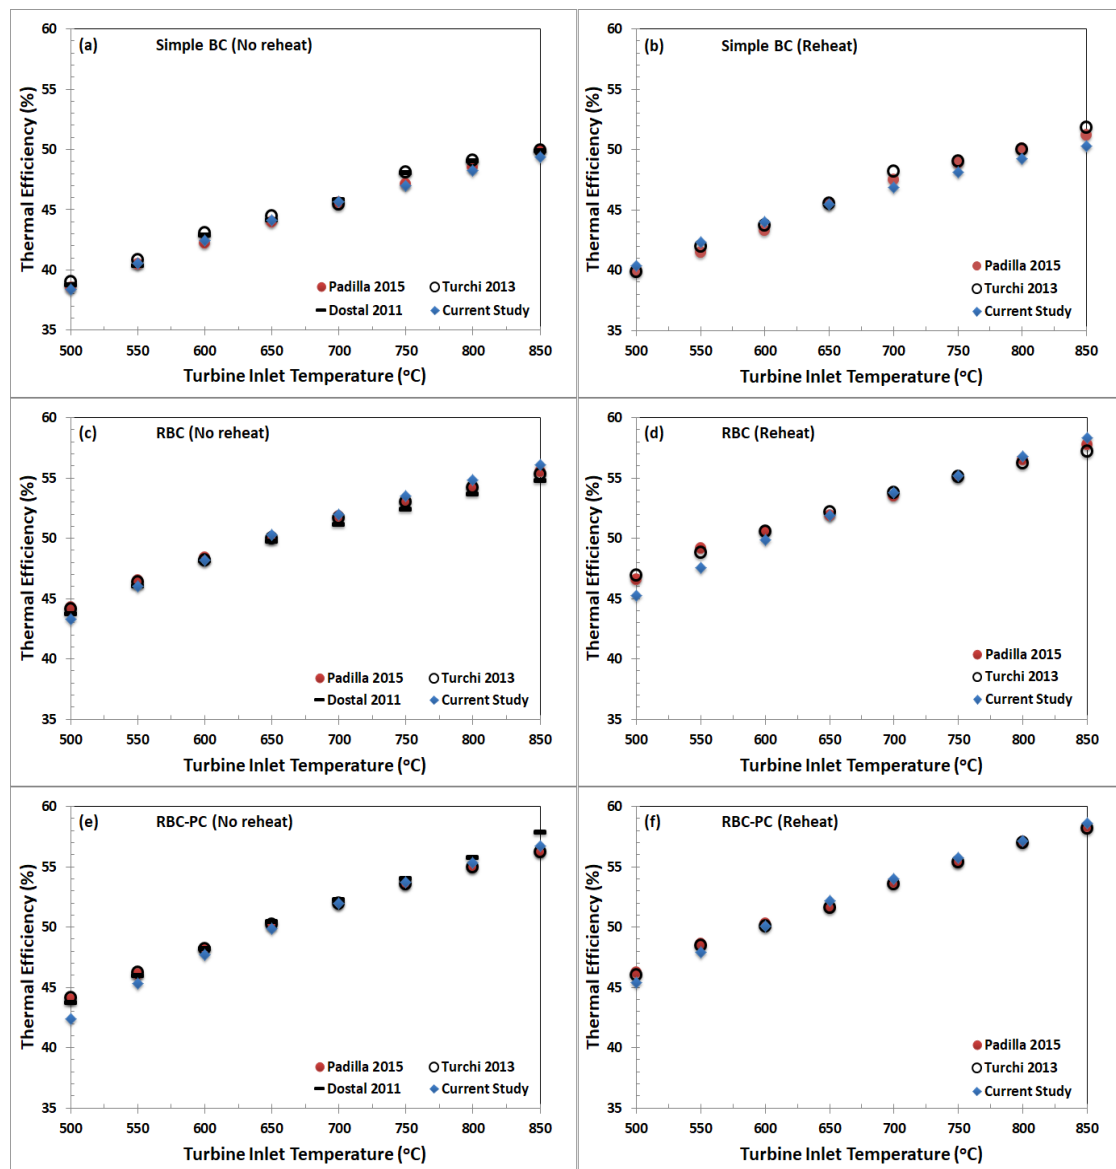 (a) Simple BC (No reheat)
Thermal Efficiency (%)
60
55
50
45
40
35
Padilla 2015 Turchi 2013
Dostal 2011 Current Study
500 550 600 650 700 750 800 850
Turbine Inlet Temperature (°C)
(b) Simple BC (Reheat)
Thermal Efficiency (%)
60
55
50
45
40
35
Padilla 2015
Turchi 2013
Current Study
500 550 600 650 700 750 800 850
Turbine Inlet Temperature (°C)
(c) RBC (No reheat)
Thermal Efficiency (%)
60
55
50
45
40
35
Padilla 2015 Turchi 2013
Dostal 2011 Current Study
500 550 600 650 700 750 800 850
Turbine Inlet Temperature (°C)
(d) RBC (Reheat)
Thermal Efficiency (%)
60
55
50
45
40
35
Padilla 2015
Turchi 2013
Current Study
500 550 600 650 700 750 800 850
Turbine Inlet Temperature (°C)
(e) RBC-PC (No reheat)
Thermal Efficiency (%)
60
55
50
45
40
35
Padilla 2015 Turchi 2013
Dostal 2011 Current Study
500 550 600 650 700 750 800 850
Turbine Inlet Temperature (°C)
(f) RBC-PC (Reheat)
Thermal Efficiency (%)
60
55
50
45
40
35
Padilla 2015
Turchi 2013
Current Study
500 550 600 650 700 750 800 850
Turbine Inlet Temperature (°C)